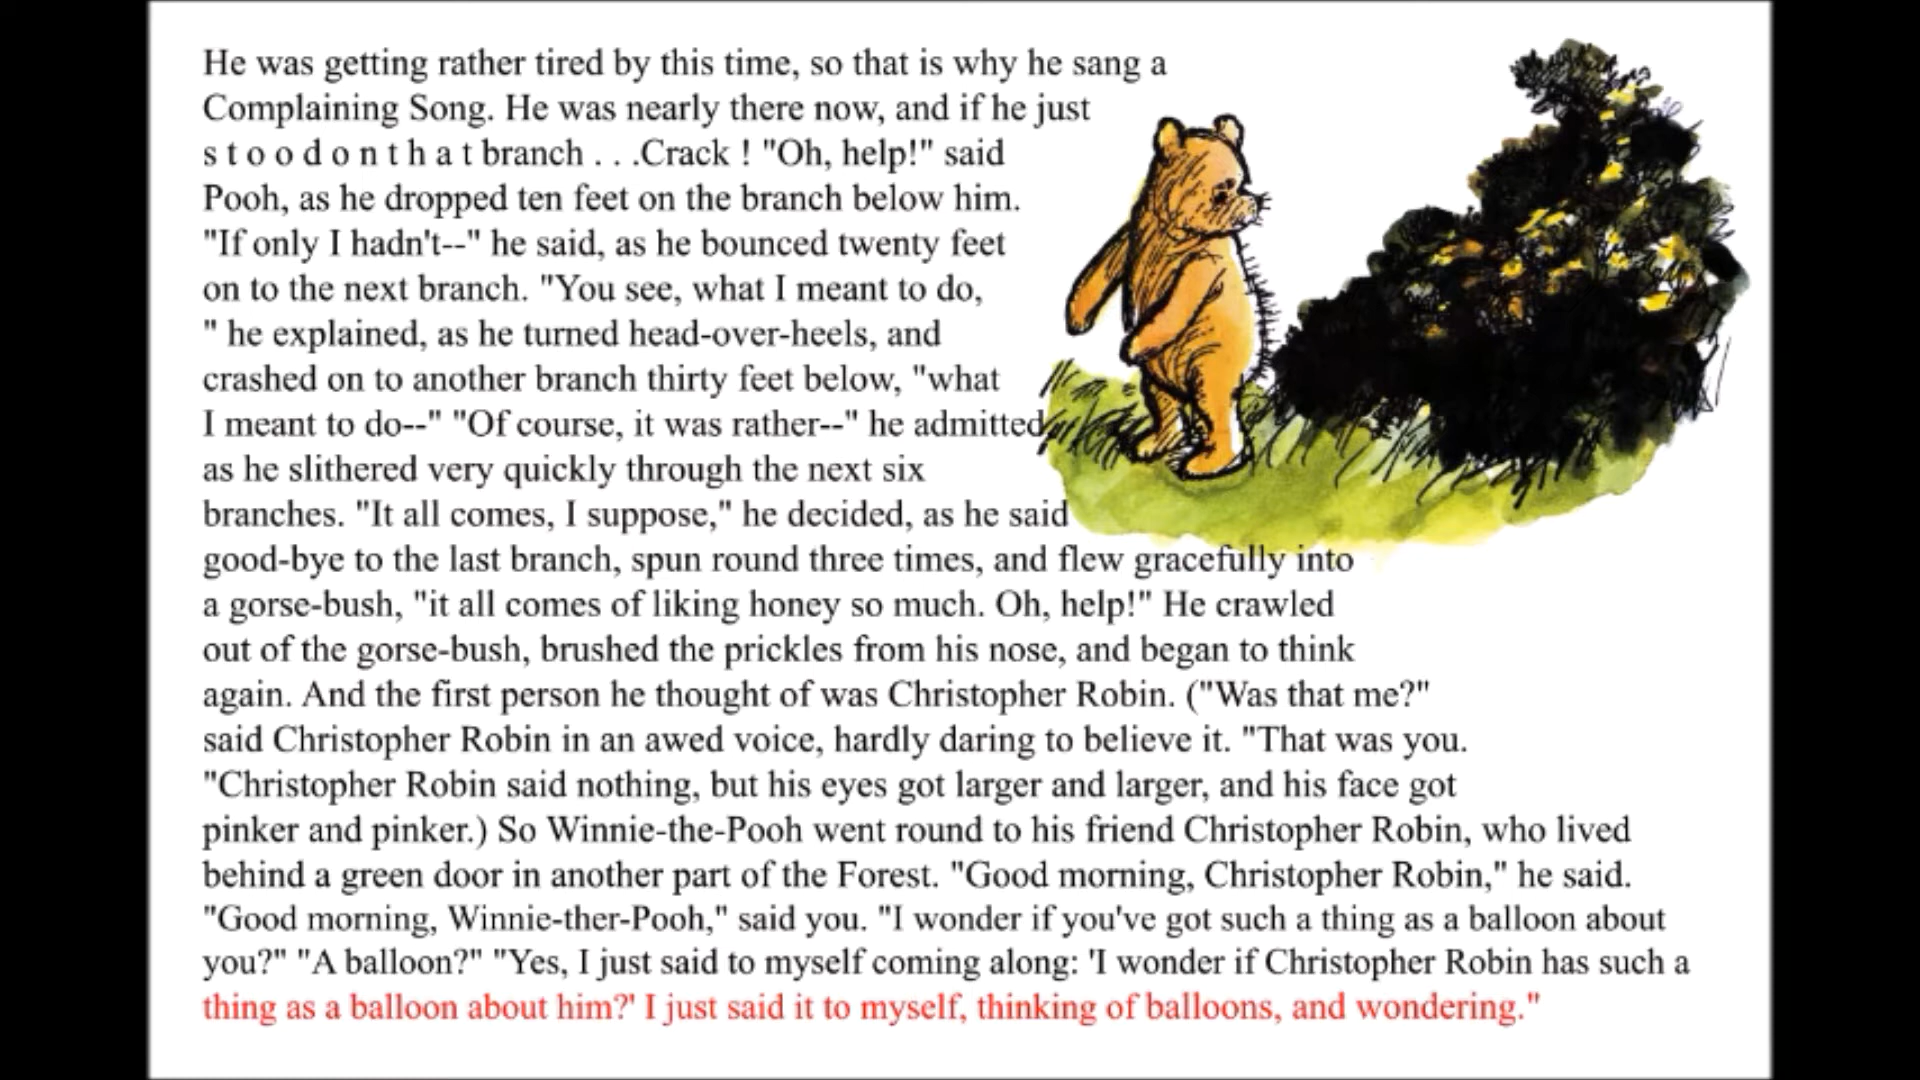 He was getting rather tired by this time, so that is why he sang a
Complaining Song. He was nearly there now, and if he just
s t o o d o n t h a t branch . . .Crack ! "Oh, help!" said
Pooh, as he dropped ten feet on the branch below him.
"If only I hadn't--" he said, as he bounced twenty feet
on to the next branch. "You see, what I meant to do,
" he explained, as he turned head-over-heels, and
crashed on to another branch thirty feet below, "what
I meant to do--" "Of course, it was rather--" he admitted,
as he slithered very quickly through the next six
branches. "It all comes, I suppose," he decided, as he said
good-bye to the last branch, spun round three times, and flew gracefully into
a gorse-bush, "it all comes of liking honey so much. Oh, help!" He crawled
out of the gorse-bush, brushed the prickles from his nose, and began to think
again. And the first person he thought of was Christopher Robin. ("Was that me?"
said Christopher Robin in an awed voice, hardly daring to believe it. "That was you.
"Christopher Robin said nothing, but his eyes got larger and larger, and his face got
pinker and pinker.) So Winnie-the-Pooh went round to his friend Christopher Robin, who lived
behind a green door in another part of the Forest. "Good morning, Christopher Robin," he said.
"Good morning, Winnie-ther-Pooh," said you. "I wonder if you've got such a thing as a balloon about
you?" "A balloon?" "Yes, I just said to myself coming along: 'I wonder if Christopher Robin has such a
thing as a balloon about him?' I just said it to myself, thinking of balloons, and wondering."